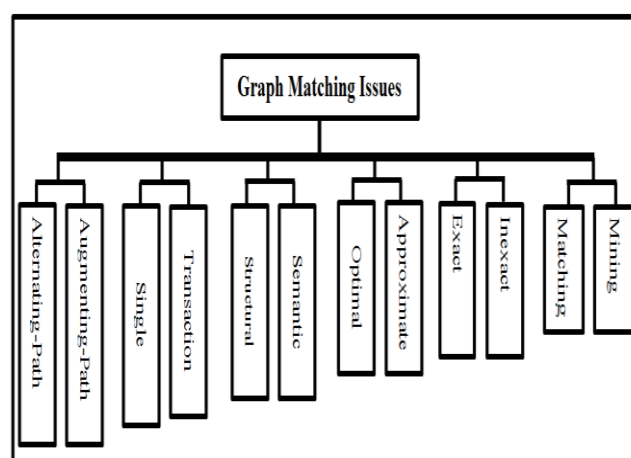 Graph Matching Issues
Alternating-Path
Augmenting-Path
Single
Transaction
Structural
Semantic
Optimal
Approximate
Exact
Inexact
Matching
Mining